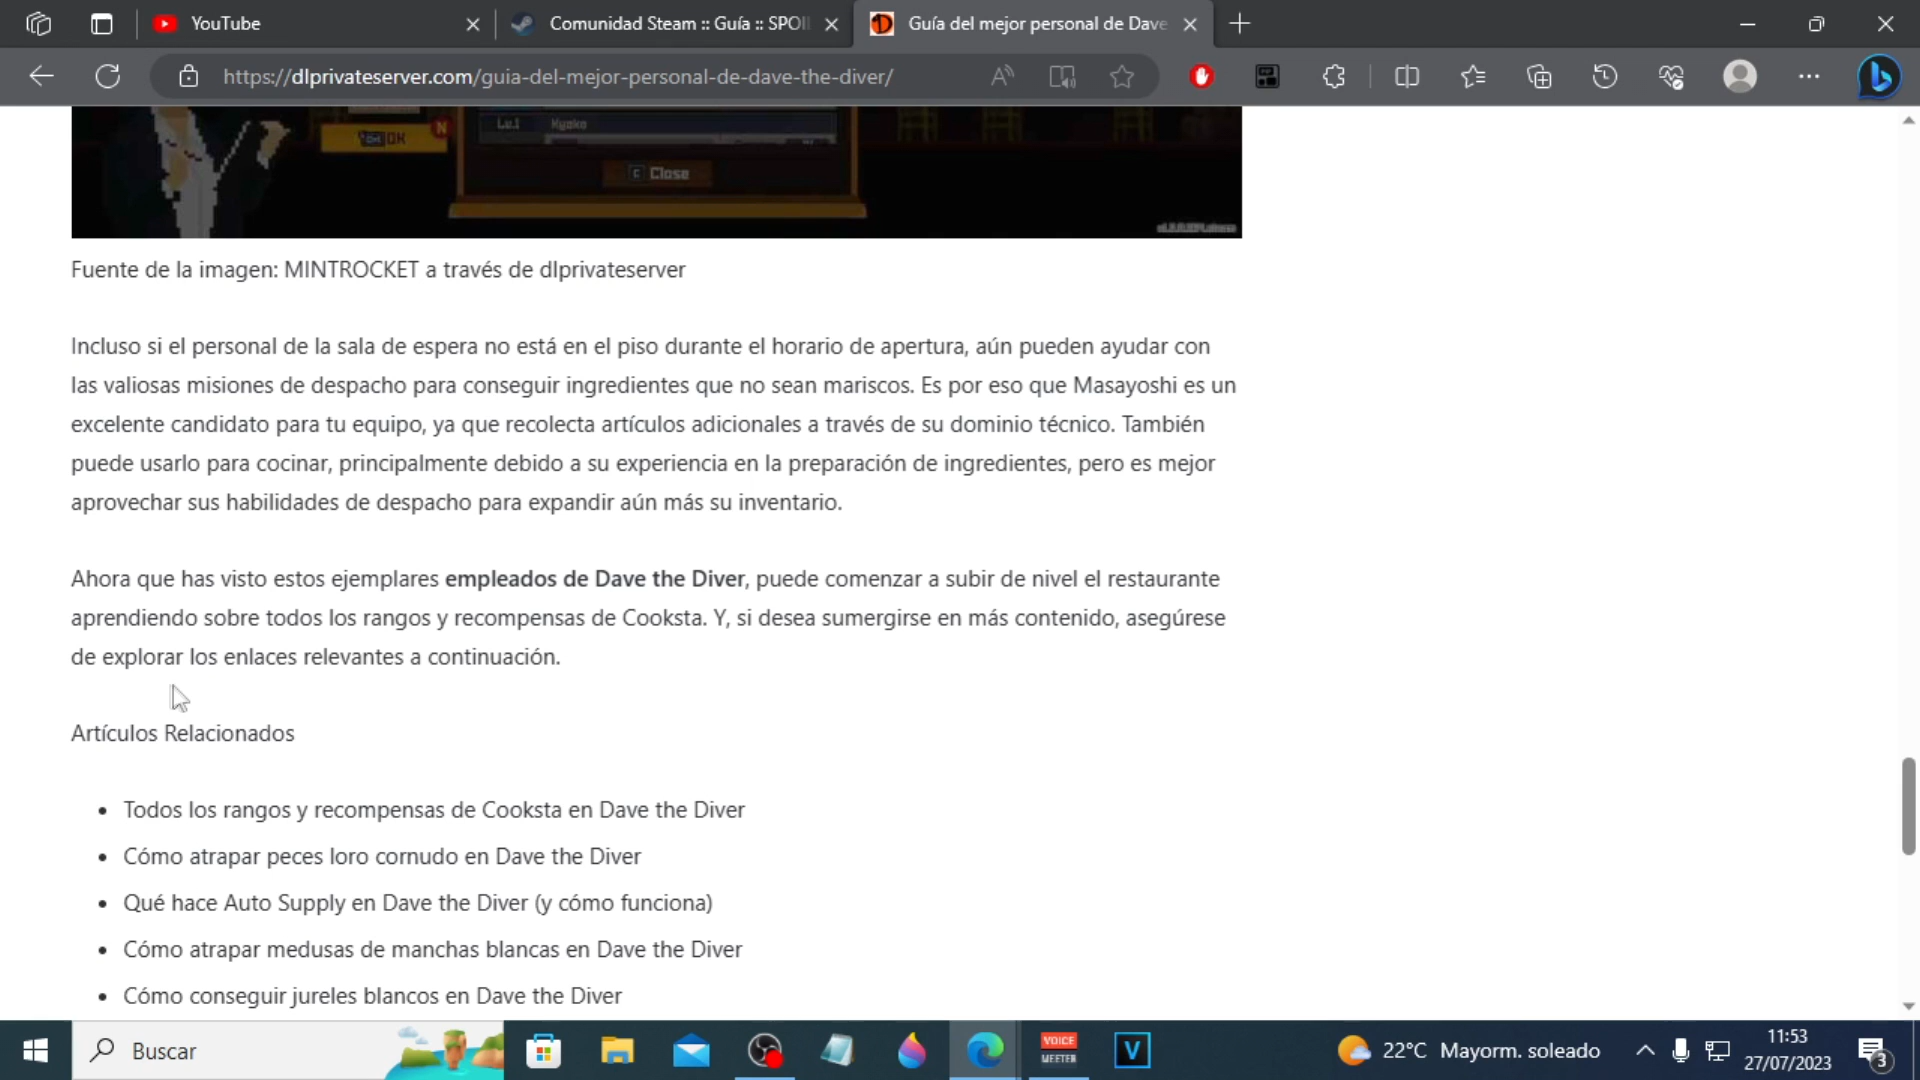 YouTube
Comunidad Steam :: Guía :: SPOI
Guía del mejor personal de Dave
https://dlprivateserver.com/guia-del-mejor-personal-de-dave-the-diver/
OK
N
Lv.1 Kyoko
C Close
Fuente de la imagen: MINTROCKET a través de dlprivateserver
Incluso si el personal de la sala de espera no está en el piso durante el horario de apertura, aún pueden ayudar con
las valiosas misiones de despacho para conseguir ingredientes que no sean mariscos. Es por eso que Masayoshi es un
excelente candidato para tu equipo, ya que recolecta artículos adicionales a través de su dominio técnico. También
puede usarlo para cocinar, principalmente debido a su experiencia en la preparación de ingredientes, pero es mejor
aprovechar sus habilidades de despacho para expandir aún más su inventario.
Ahora que has visto estos ejemplares empleados de Dave the Diver, puede comenzar a subir de nivel el restaurante
aprendiendo sobre todos los rangos y recompensas de Cooksta. Y, si desea sumergirse en más contenido, asegúrese
de explorar los enlaces relevantes a continuación.
Artículos Relacionados
• Todos los rangos y recompensas de Cooksta en Dave the Diver
• Cómo atrapar peces loro cornudo en Dave the Diver
• Qué hace Auto Supply en Dave the Diver (y cómo funciona)
• Cómo atrapar medusas de manchas blancas en Dave the Diver
• Cómo conseguir jureles blancos en Dave the Diver
Buscar
VOICE
MEETER
V
22°C Mayorm. soleado
11:53
27/07/2023
3